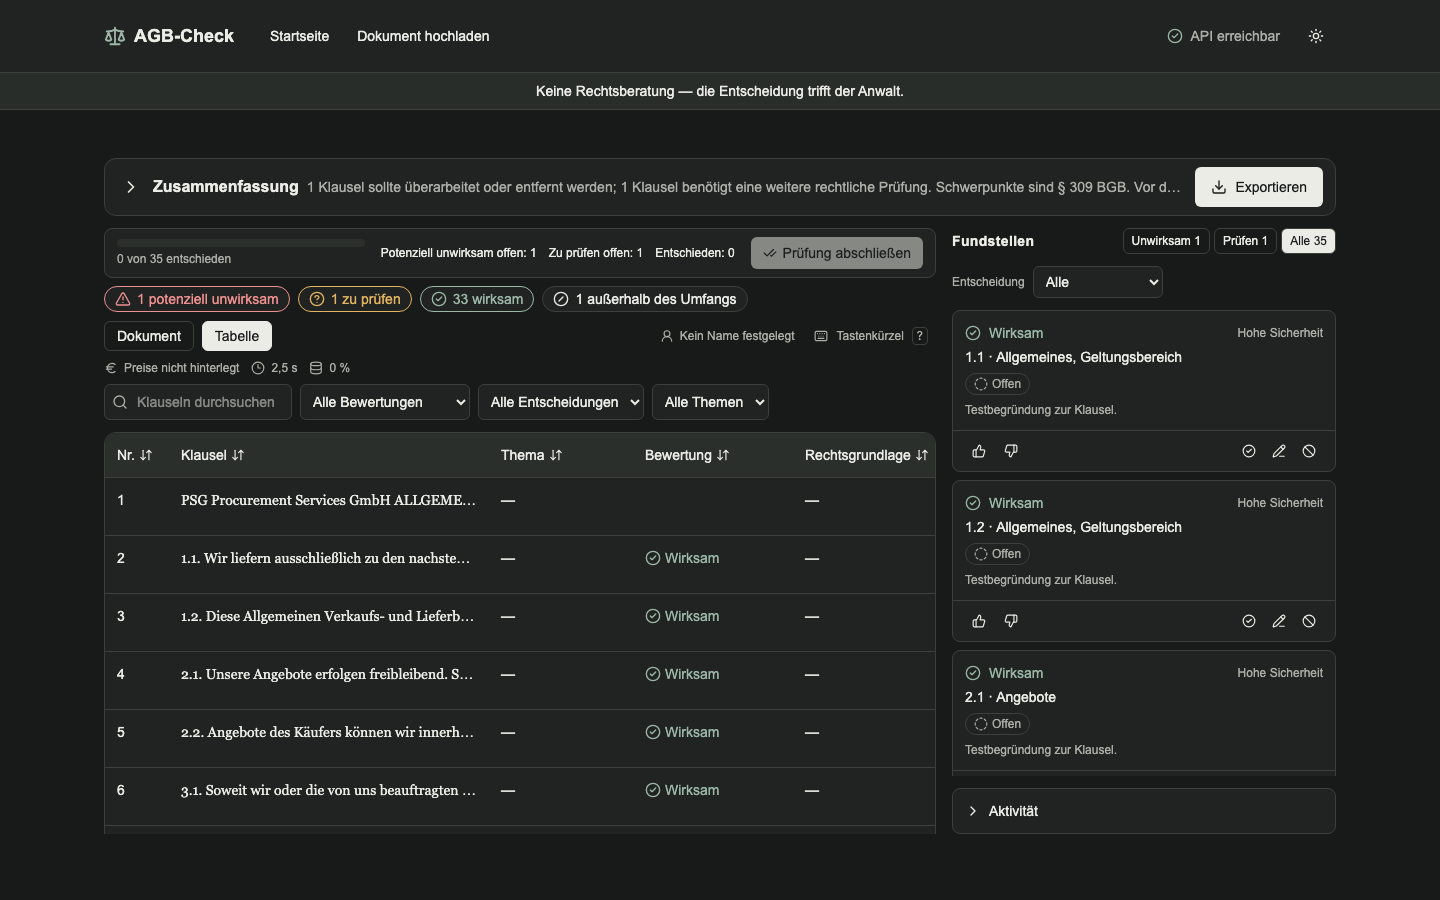 AGB-Check Startseite Dokument hochladen API erreichbar
Keine Rechtsberatung — die Entscheidung trifft der Anwalt.
Zusammenfassung 1 Klausel sollte überarbeitet oder entfernt werden; 1 Klausel benötigt eine weitere rechtliche Prüfung. Schwerpunkte sind § 309 BGB. Vor d… Exportieren
0 von 35 entschieden
Potenziell unwirksam offen: 1 Zu prüfen offen: 1 Entschieden: 0 Prüfung abschließen
1 potenziell unwirksam 1 zu prüfen 33 wirksam 1 außerhalb des Umfangs
Dokument Tabelle Kein Name festgelegt Tastenkürzel ?
Preise nicht hinterlegt 2,5 s 0 %
Klauseln durchsuchen Alle Bewertungen Alle Entscheidungen Alle Themen
Nr. Klausel Thema Bewertung Rechtsgrundlage
1 PSG Procurement Services GmbH ALLGEME… — —
2 1.1. Wir liefern ausschließlich zu den nachste… — Wirksam —
3 1.2. Diese Allgemeinen Verkaufs- und Lieferb… — Wirksam —
4 2.1. Unsere Angebote erfolgen freibleibend. S… — Wirksam —
5 2.2. Angebote des Käufers können wir innerh… — Wirksam —
6 3.1. Soweit wir oder die von uns beauftragten … — Wirksam —
Fundstellen Unwirksam 1 Prüfen 1 Alle 35
Entscheidung Alle
Wirksam Hohe Sicherheit
1.1 · Allgemeines, Geltungsbereich
Offen
Testbegründung zur Klausel.
Wirksam Hohe Sicherheit
1.2 · Allgemeines, Geltungsbereich
Offen
Testbegründung zur Klausel.
Wirksam Hohe Sicherheit
2.1 · Angebote
Offen
Testbegründung zur Klausel.
Aktivität